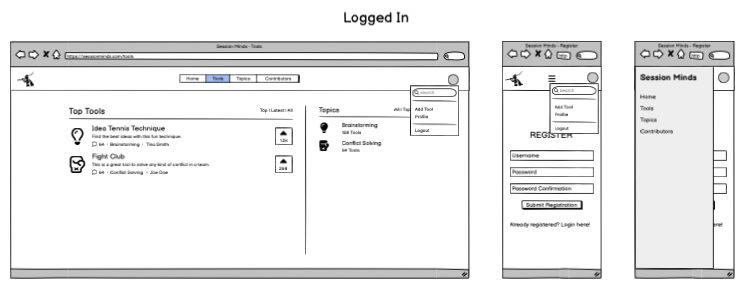 Logged In
Session Minds - Tools
https://sessionminds.com/tools
Home Tools Topics Contributors
search
Add Tool
Profile
Logout
Top Tools
Top | Latest | All
Idea Tennis Technique
Find the best ideas with this fun technique.
64 • Brainstorming • Tina Smith
12k
Fight Club
This is a great tool to solve any kind of conflict in a team.
64 • Conflict Solving • Joe Doe
Topics
All Top
Brainstorming
Conflict Solving
64 Tools
Session Minds - Register
http
search
Add Tool
Profile
Logout
REGISTER
Username
Password
Password Confirmation
Submit Registration
Already registered? Login here!
Session Minds - Register
http
Session Minds
Home
Tools
Topics
Contributors
ere!